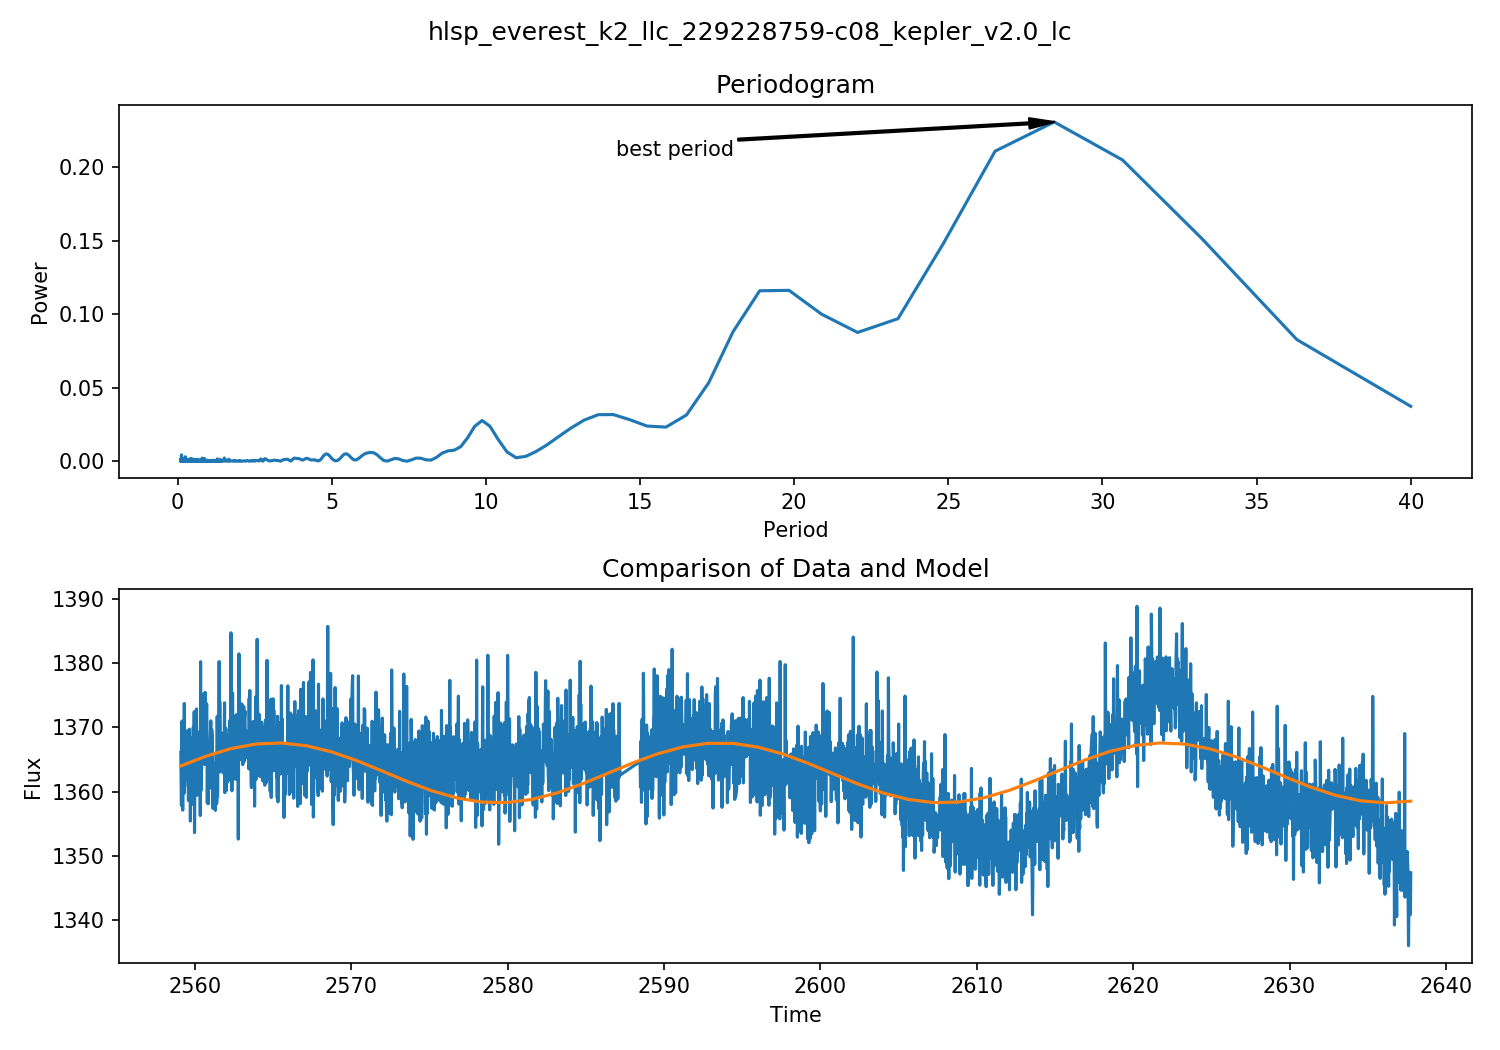 hlsp_everest_k2_llc_229228759-c08_kepler_v2.0_lc
Periodogram
best period
Power
0.20
0.15
0.10
0.05
0.00
0 5 10 15 20 25 30 35 40
Period
Comparison of Data and Model
Flux
1390
1380
1370
1360
1350
1340
2560 2570 2580 2590 2600 2610 2620 2630 2640
Time